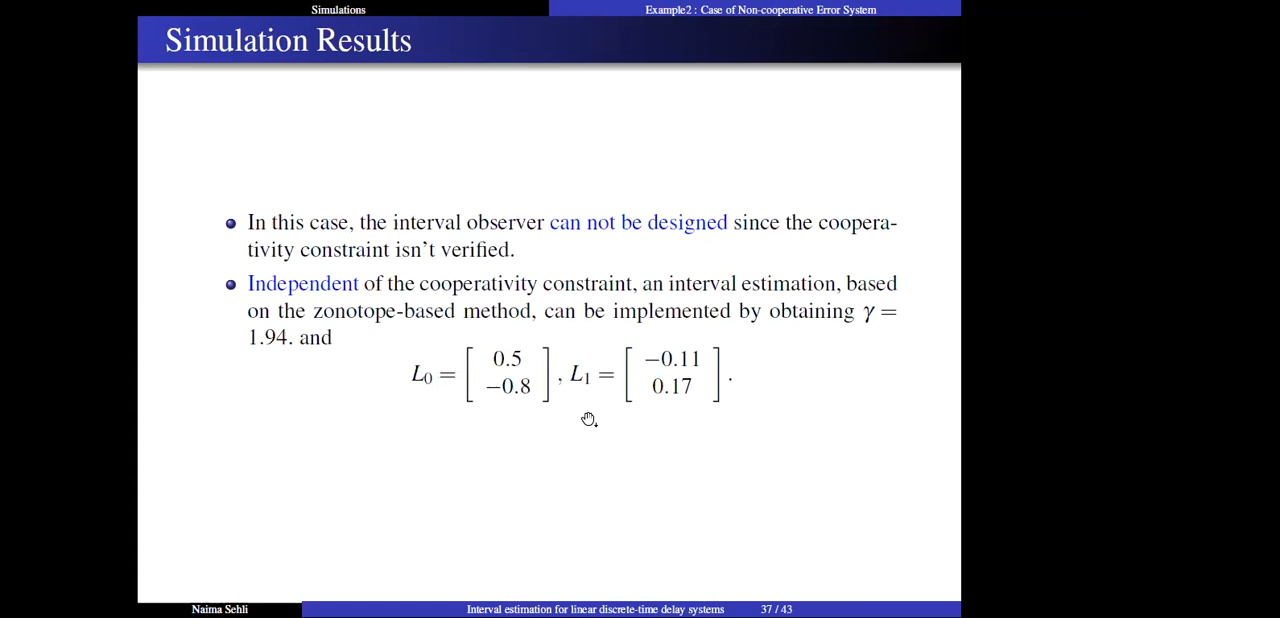 Simulations
Example2 : Case of Non-cooperative Error System
Simulation Results
In this case, the interval observer can not be designed since the coopera-
tivity constraint isn't verified.
Independent of the cooperativity constraint, an interval estimation, based
on the zonotope-based method, can be implemented by obtaining γ =
1.94. and
L0 = [ 0.5 −0.8 ] , L1 = [ −0.11 0.17 ] .
Naima Sehli
Interval estimation for linear discrete-time delay systems
37 / 43